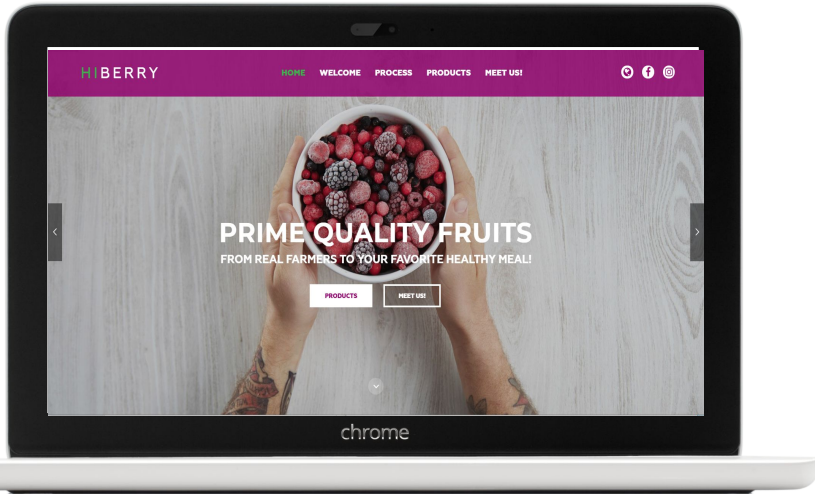 HIBERRY
HOME WELCOME PROCESS PRODUCTS MEET US!
PRIME QUALITY FRUITS
FROM REAL FARMERS TO YOUR FAVORITE HEALTHY MEAL!
PRODUCTS MEET US!
chrome